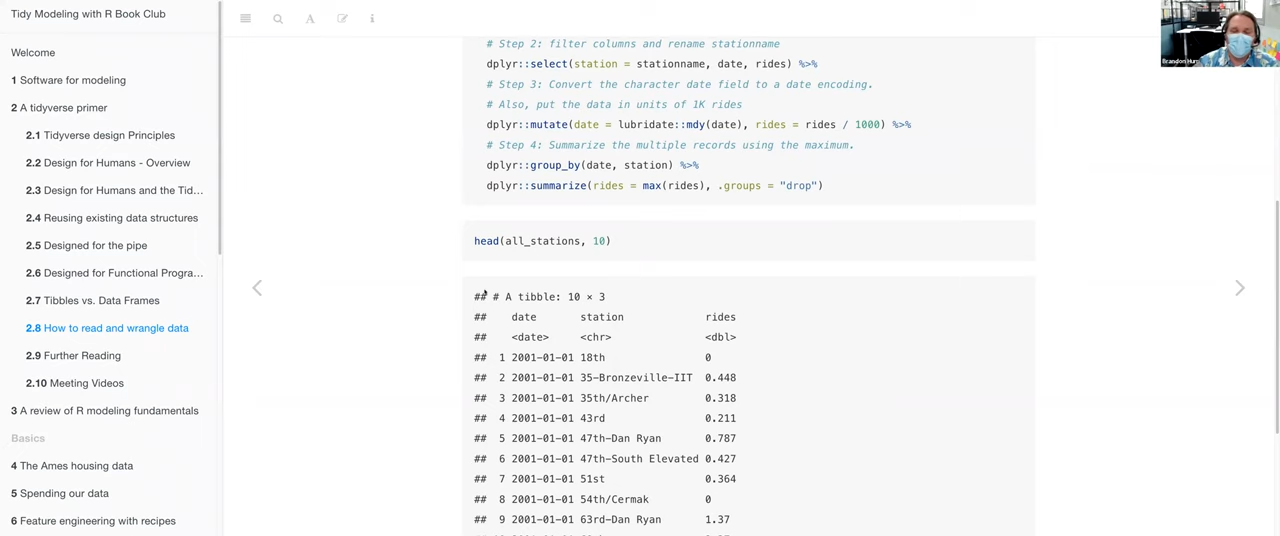 Tidy Modeling with R Book Club
Welcome
1 Software for modeling
2 A tidyverse primer
2.1 Tidyverse design Principles
2.2 Design for Humans - Overview
2.3 Design for Humans and the Tid...
2.4 Reusing existing data structures
2.5 Designed for the pipe
2.6 Designed for Functional Progra...
2.7 Tibbles vs. Data Frames
2.8 How to read and wrangle data
2.9 Further Reading
2.10 Meeting Videos
3 A review of R modeling fundamentals
Basics
4 The Ames housing data
5 Spending our data
6 Feature engineering with recipes
# Step 2: filter columns and rename stationname
dplyr::select(station = stationname, date, rides) %>%
# Step 3: Convert the character date field to a date encoding.
# Also, put the data in units of 1K rides
dplyr::mutate(date = lubridate::mdy(date), rides = rides / 1000) %>%
# Step 4: Summarize the multiple records using the maximum.
dplyr::group_by(date, station) %>%
dplyr::summarize(rides = max(rides), .groups = "drop")
head(all_stations, 10)
## # A tibble: 10 × 3
## date station rides
## <date> <chr> <dbl>
## 1 2001-01-01 18th 0
## 2 2001-01-01 35-Bronzeville-IIT 0.448
## 3 2001-01-01 35th/Archer 0.318
## 4 2001-01-01 43rd 0.211
## 5 2001-01-01 47th-Dan Ryan 0.787
## 6 2001-01-01 47th-South Elevated 0.427
## 7 2001-01-01 51st 0.364
## 8 2001-01-01 54th/Cermak 0
## 9 2001-01-01 63rd-Dan Ryan 1.37
Brandon